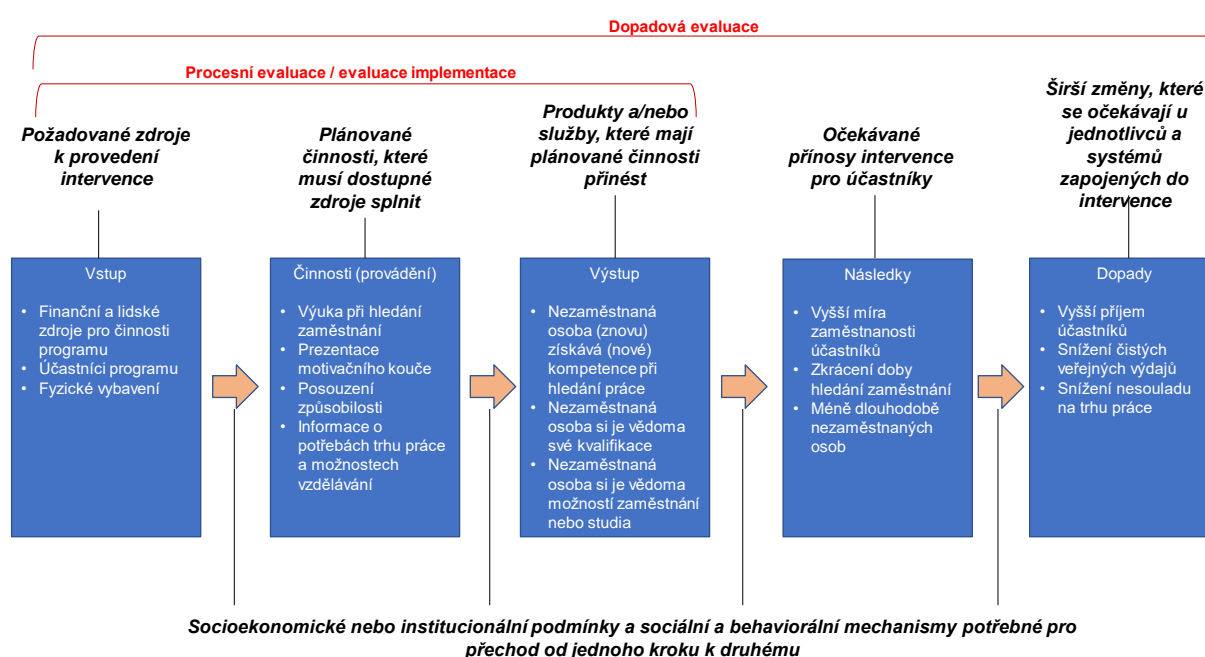 Dopadová evaluace
Procesní evaluace / evaluace implementace
Požadované zdroje
k provedení
intervence
Plánované
činnosti, které
musí dostupné
zdroje splnit
Produkty a/nebo
služby, které mají
plánované činnosti
přinést
Očekávané
přínosy intervence
pro účastníky
Širší změny, které
se očekávají u
jednotlivců a
systémů
zapojených do
intervence
Vstup
• Finanční a lidské
zdroje pro činnosti
programu
• Účastníci programu
• Fyzické vybavení
Činnosti (provádění)
• Výuka při hledání
zaměstnání
• Prezentace
motivačního kouče
• Posouzení
způsobilosti
• Informace o
potřebách trhu práce
a možnostech
vzdělávání
Výstup
• Nezaměstnaná
osoba (znovu)
získává (nové)
kompetence při
hledání práce
• Nezaměstnaná
osoba si je vědoma
své kvalifikace
• Nezaměstnaná
osoba si je vědoma
možností zaměstnání
nebo studia
Následky
• Vyšší míra
zaměstnanosti
účastníků
• Zkrácení doby
hledání zaměstnání
• Méně dlouhodobě
nezaměstnaných
osob
Dopady
• Vyšší příjem
účastníků
• Snížení čistých
veřejných výdajů
• Snížení nesouladu
na trhu práce
Socioekonomické nebo institucionální podmínky a sociální a behaviorální mechanismy potřebné pro
přechod od jednoho kroku k druhému